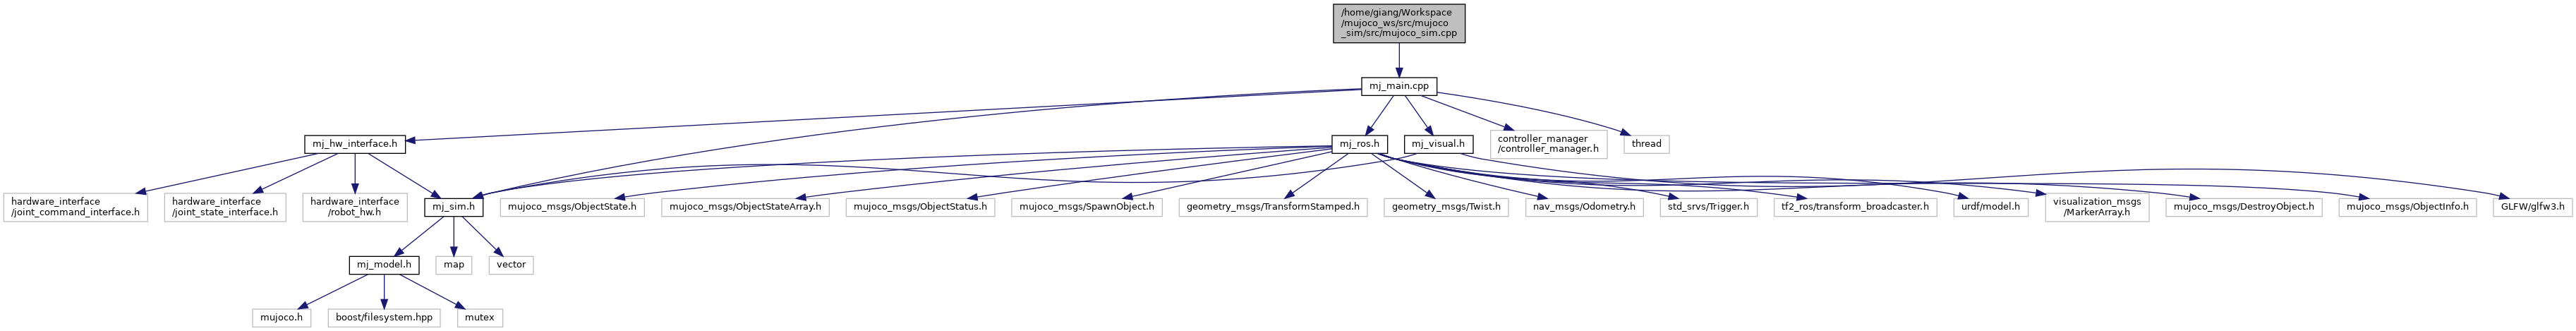 /home/giang/Workspace
/mujoco_ws/src/mujoco
_sim/src/mujoco_sim.cpp
mj_main.cpp
mj_hw_interface.h
mj_ros.h
mj_visual.h
controller_manager
/controller_manager.h
thread
hardware_interface
/joint_command_interface.h
hardware_interface
/joint_state_interface.h
hardware_interface
/robot_hw.h
mj_sim.h
mujoco_msgs/ObjectState.h
mujoco_msgs/ObjectStateArray.h
mujoco_msgs/ObjectStatus.h
mujoco_msgs/SpawnObject.h
geometry_msgs/TransformStamped.h
geometry_msgs/Twist.h
nav_msgs/Odometry.h
std_srvs/Trigger.h
tf2_ros/transform_broadcaster.h
urdf/model.h
visualization_msgs
/MarkerArray.h
mujoco_msgs/DestroyObject.h
mujoco_msgs/ObjectInfo.h
GLFW/glfw3.h
mj_model.h
map
vector
mujoco.h
boost/filesystem.hpp
mutex